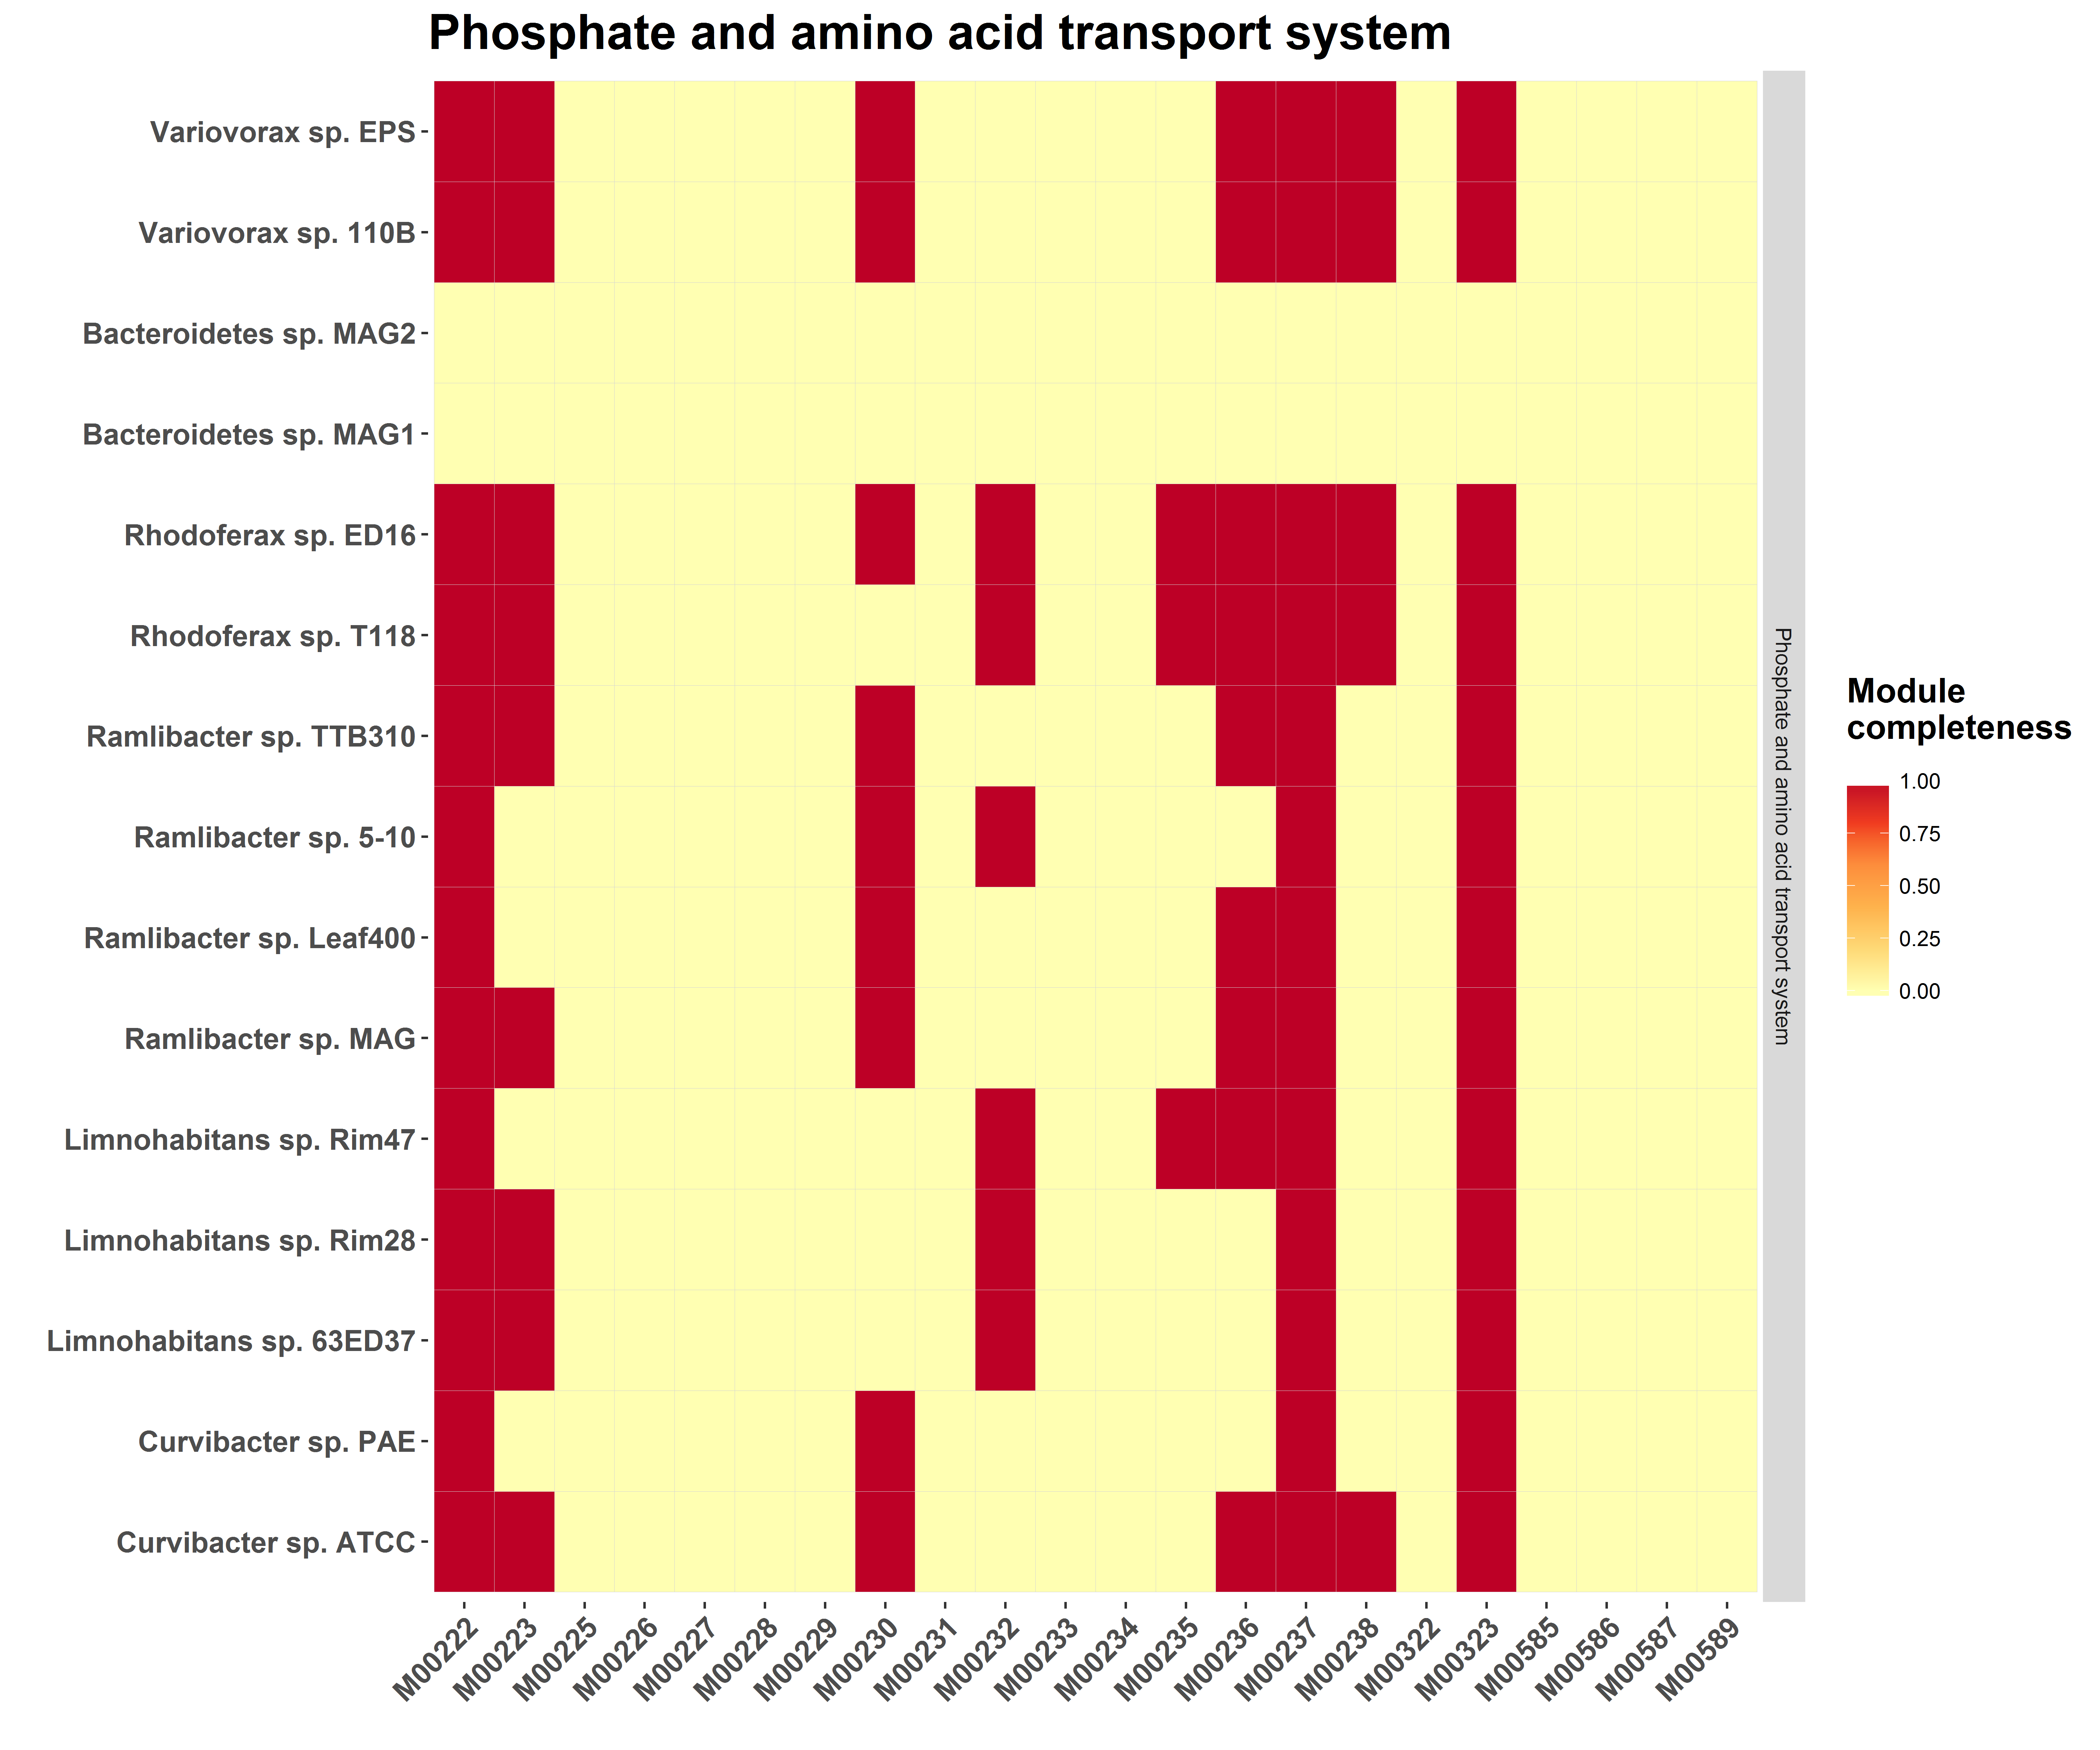 Phosphate and amino acid transport system
Variovorax sp. EPS
Variovorax sp. 110B
Bacteroidetes sp. MAG2
Bacteroidetes sp. MAG1
Rhodoferax sp. ED16
Rhodoferax sp. T118
Ramlibacter sp. TTB310
Ramlibacter sp. 5-10
Ramlibacter sp. Leaf400
Ramlibacter sp. MAG
Limnohabitans sp. Rim47
Limnohabitans sp. Rim28
Limnohabitans sp. 63ED37
Curvibacter sp. PAE
Curvibacter sp. ATCC
M00222
M00223
M00225
M00226
M00227
M00228
M00229
M00230
M00231
M00232
M00233
M00234
M00235
M00236
M00237
M00238
M00322
M00323
M00585
M00586
M00587
M00589
Phosphate and amino acid transport system
Module
completeness
1.00
0.75
0.50
0.25
0.00